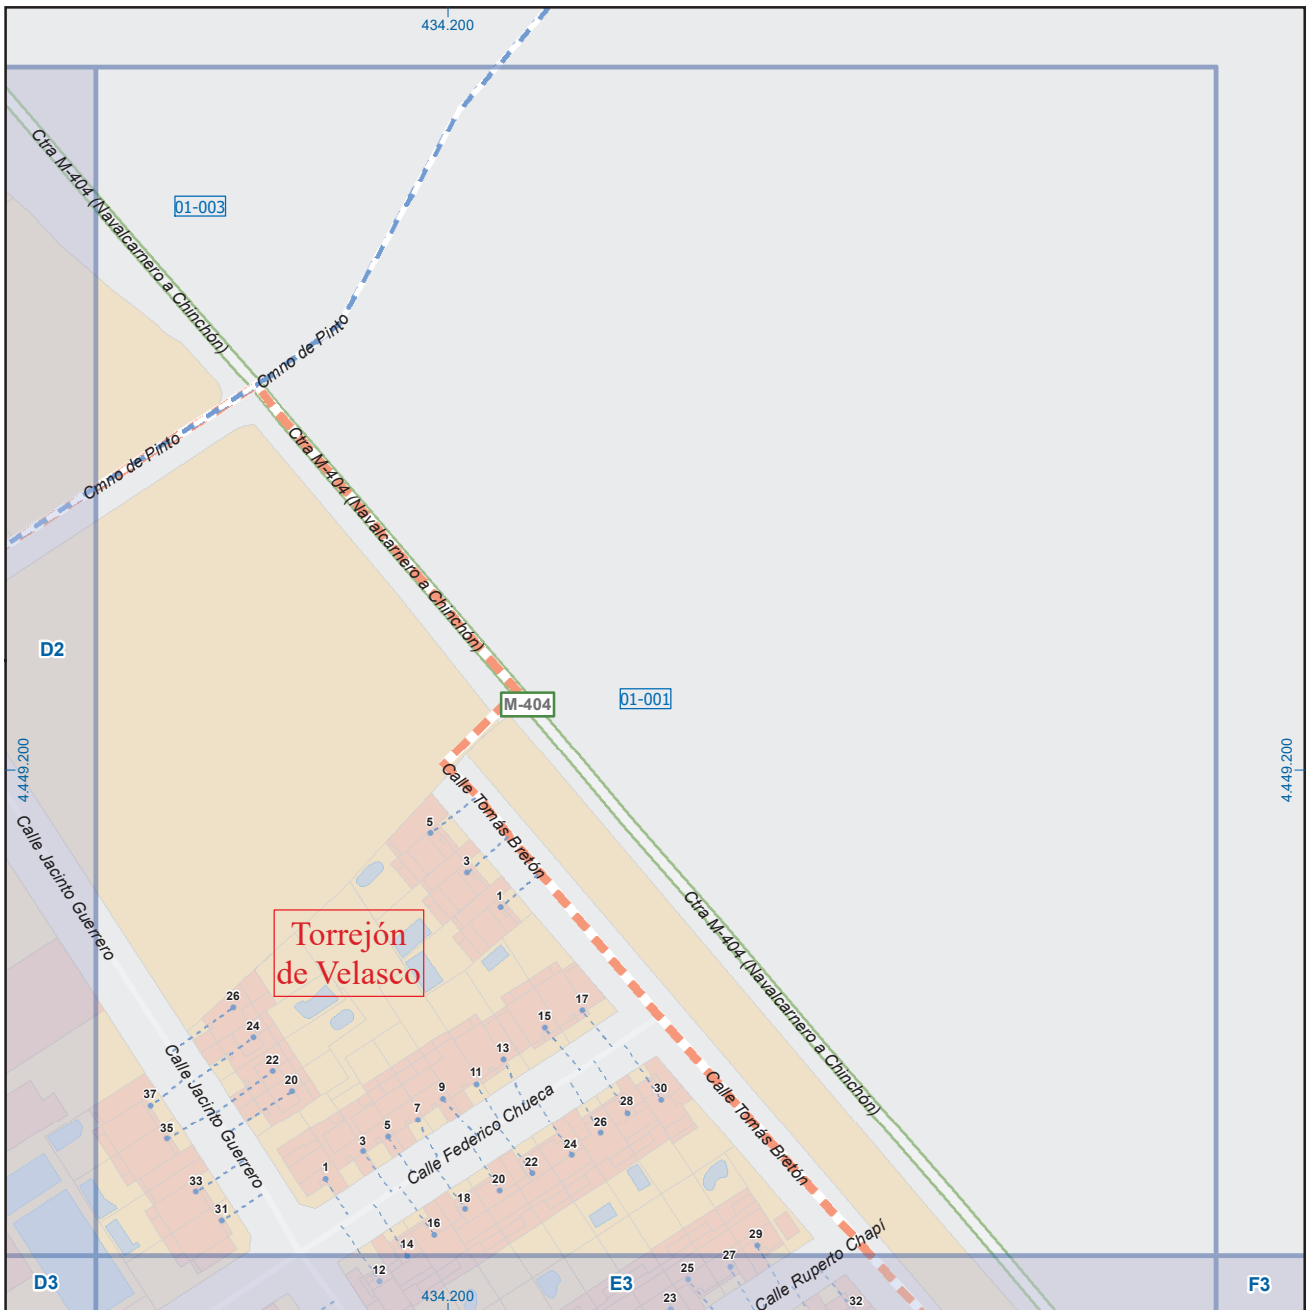 434.200
Ctra M-404 (Navalcarnero a Chinchón)
01-003
Cmno de Pinto
Cmno de Pinto
Ctra M-404 (Navalcarnero a Chinchón)
D2
M-404
01-001
4.449.200
4.449.200
Calle Tomás Bretón
5
3
1
Calle Jacinto Guerrero
Torrejón
de Velasco
Ctra M-404 (Navalcarnero a Chinchón)
26
24
22
20
17
15
13
11
9
7
5
3
1
37
35
33
31
Calle Jacinto Guerrero
Calle Federico Chueca
30
28
26
24
22
20
18
16
14
12
Calle Tomás Bretón
29
27
25
23
Calle Ruperto Chapi
32
D3
434.200
E3
F3